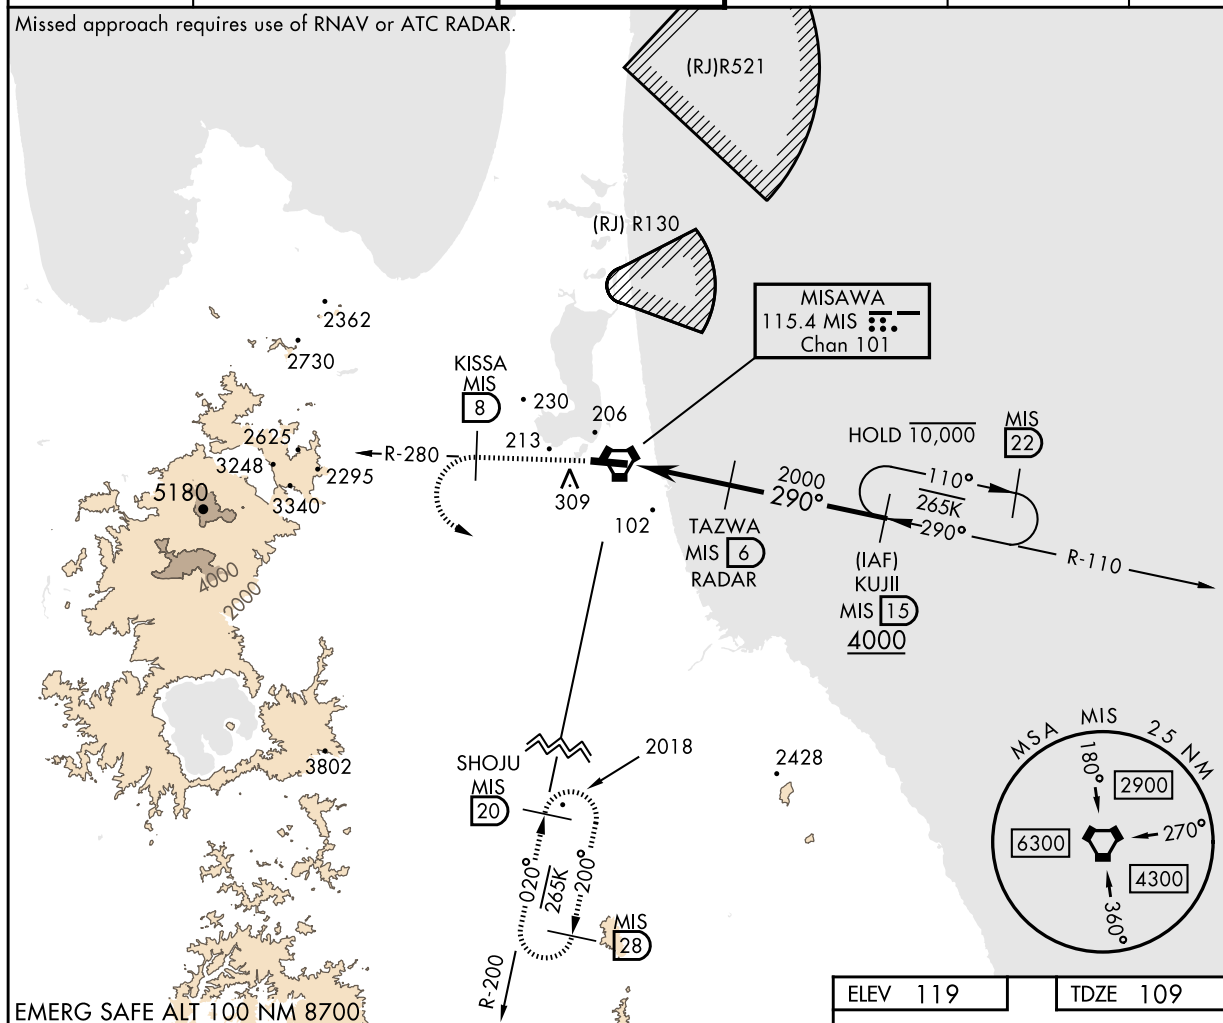 Missed approach requires use of RNAV or ATC RADAR.
(RJ)R521
(RJ) R130
MISAWA
115.4 MIS
Chan 101
2362
2730
KISSA
MIS
8
230
206
213
309
102
R-280
2625
3248
2295
3340
5180
4000
2000
HOLD 10,000
MIS
22
110°
265K
290°
2000
290°
R-110
TAZWA
MIS 6
RADAR
(IAF)
KUJII
MIS 15
4000
3802
SHOJU
MIS
20
2018
2428
020°
265K
200°
MIS
28
R-200
MSA MIS 25 NM
180°
2900
6300
270°
4300
360°
EMERG SAFE ALT 100 NM 8700
ELEV 119
TDZE 109